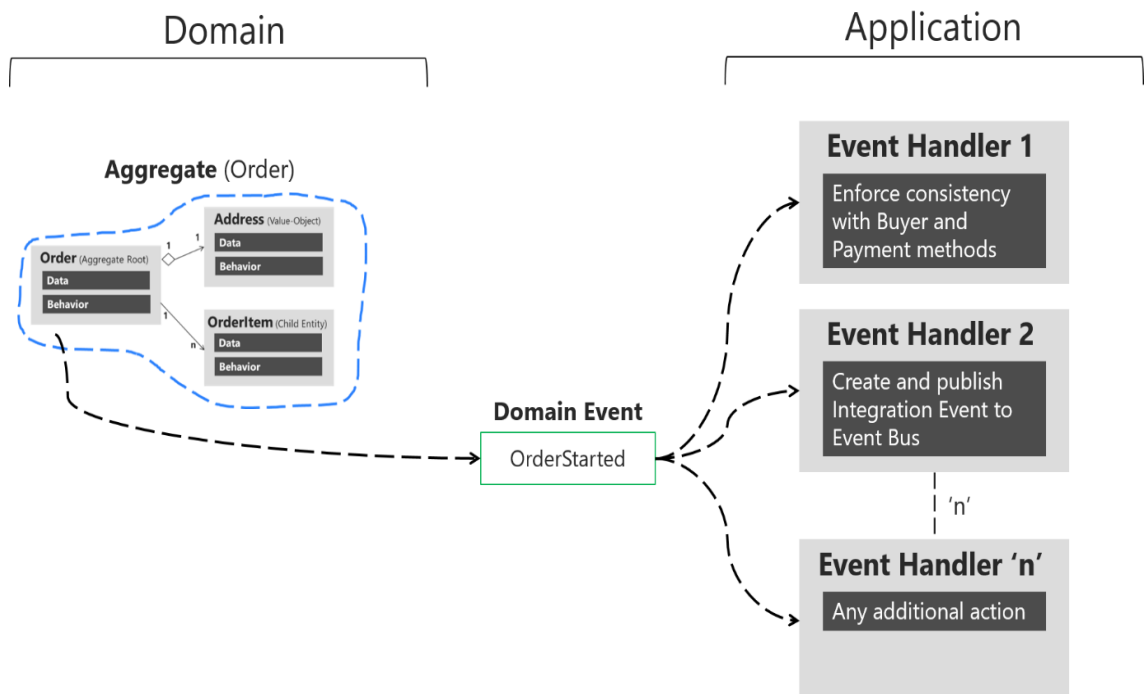 Domain
Application
Aggregate (Order)
Order (Aggregate Root)
Data
Behavior
1
1
Address (Value-Object)
Data
Behavior
1
n
OrderItem (Child Entity)
Data
Behavior
Domain Event
OrderStarted
Event Handler 1
Enforce consistency
with Buyer and
Payment methods
Event Handler 2
Create and publish
Integration Event to
Event Bus
‘n’
Event Handler ‘n’
Any additional action